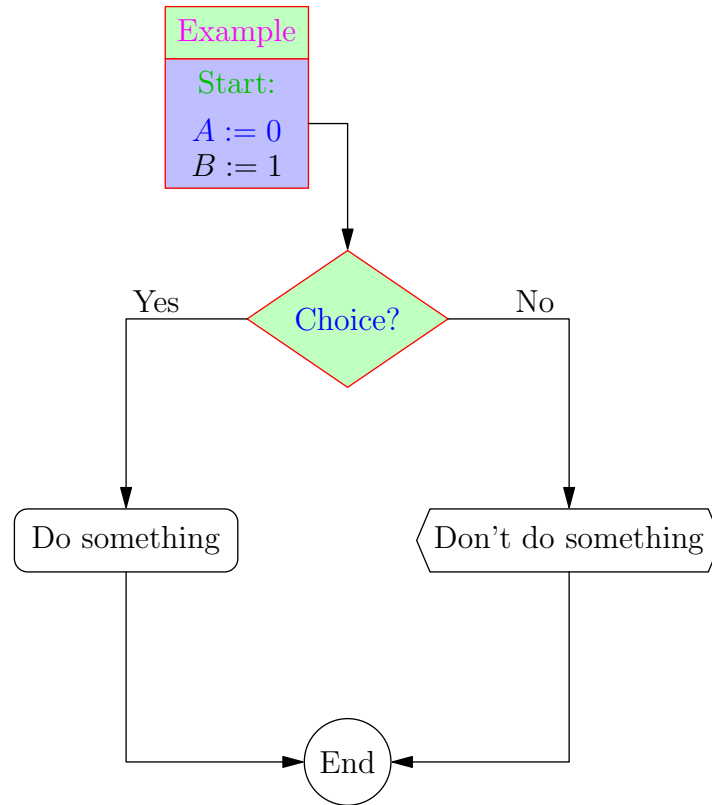 Example
Start:
A := 0
B := 1
Choice?
Yes
No
Do something
Don't do something
End